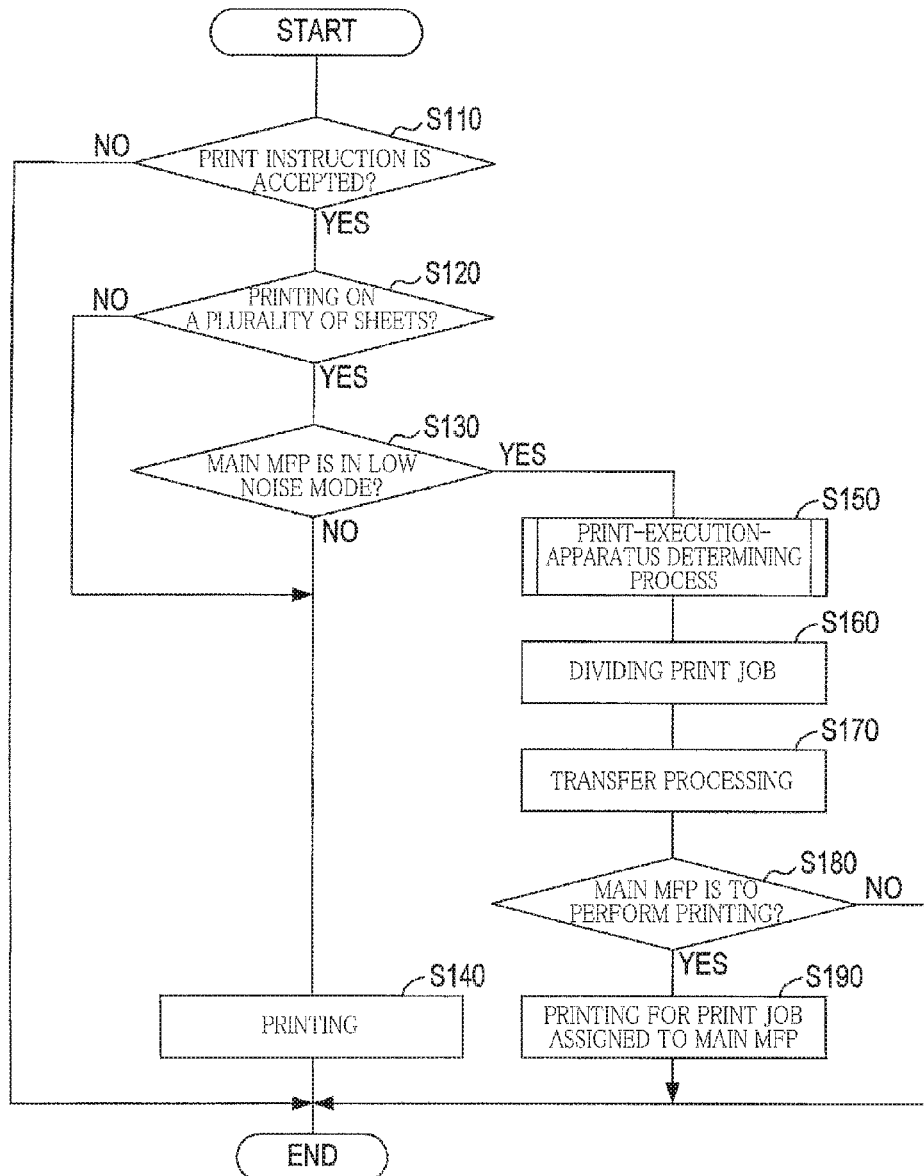 START
S110
NO
PRINT INSTRUCTION IS
ACCEPTED?
YES
S120
NO
PRINTING ON
A PLURALITY OF SHEETS?
YES
S130
MAIN MFP IS IN LOW
NOISE MODE?
YES
NO
S150
PRINT-EXECUTION-
APPARATUS DETERMINING
PROCESS
S160
DIVIDING PRINT JOB
S170
TRANSFER PROCESSING
S180
MAIN MFP IS TO
PERFORM PRINTING?
NO
YES
S140
PRINTING
S190
PRINTING FOR PRINT JOB
ASSIGNED TO MAIN MFP
END